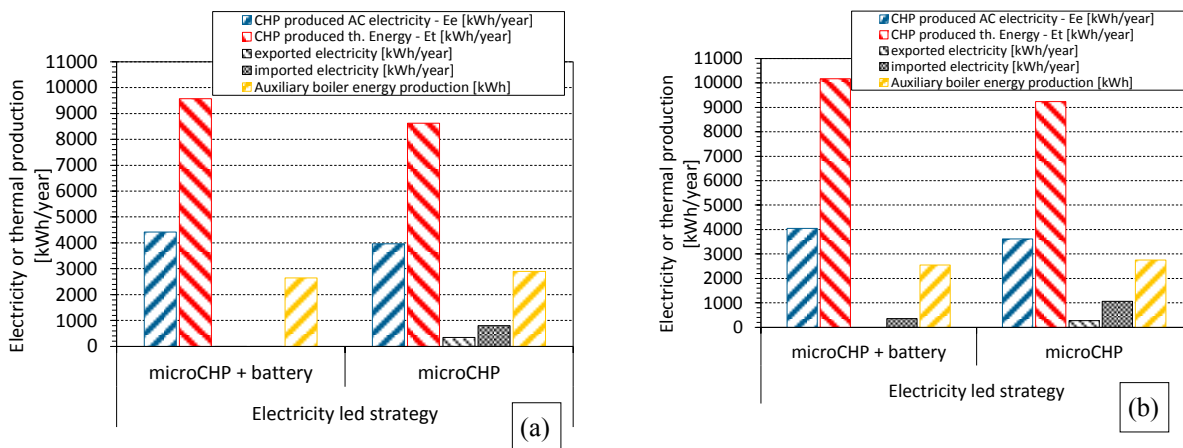 CHP produced AC electricity - Ee [kWh/year]
CHP produced th. Energy - Et [kWh/year]
exported electricity [kWh/year]
imported electricity [kWh/year]
Auxiliary boiler energy production [kWh]
Electricity or thermal production
[kWh/year]
11000
10000
9000
8000
7000
6000
5000
4000
3000
2000
1000
0
microCHP + battery
microCHP
Electricity led strategy
(a)
CHP produced AC electricity - Ee [kWh/year]
CHP produced th. Energy - Et [kWh/year]
exported electricity [kWh/year]
imported electricity [kWh/year]
Auxiliary boiler energy production [kWh]
Electricity or thermal production
[kWh/year]
11000
10000
9000
8000
7000
6000
5000
4000
3000
2000
1000
0
microCHP + battery
microCHP
Electricity led strategy
(b)